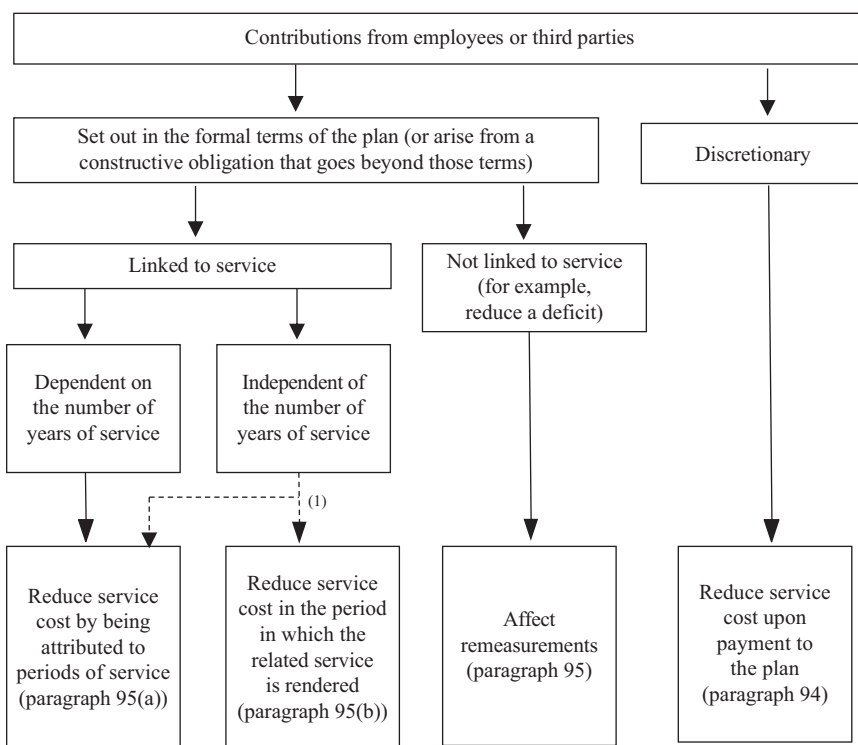 Contributions from employees or third parties
Set out in the formal terms of the plan (or arise from a
constructive obligation that goes beyond those terms)
Discretionary
Linked to service
Not linked to service
(for example,
reduce a deficit)
Dependent on
the number of
years of service
Independent of
the number of
years of service
(1)
Reduce service
cost by being
attributed to
periods of service
(paragraph 95(a))
Reduce service
cost in the period
in which the
related service
is rendered
(paragraph 95(b))
Affect
remeasurements
(paragraph 95)
Reduce service
cost upon
payment to
the plan
(paragraph 94)